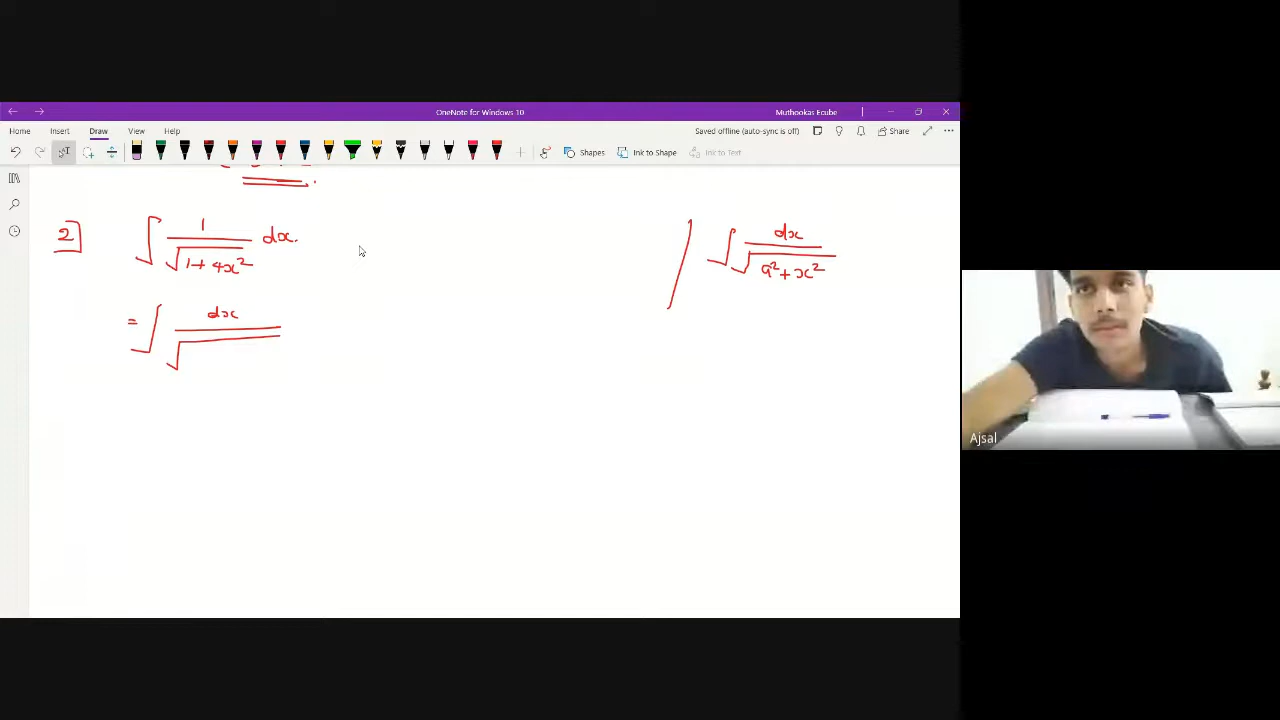 OneNote for Windows 10
Muthookas Ecube
Home Insert Draw View Help
Saved offline (auto-sync is off)
Share
Shapes
Ink to Shape
Ink to Text
2 ∫ 1/√(1+4x²) dx.
∫ dx/√(a²+x²)
= ∫ dx/√
Ajsal